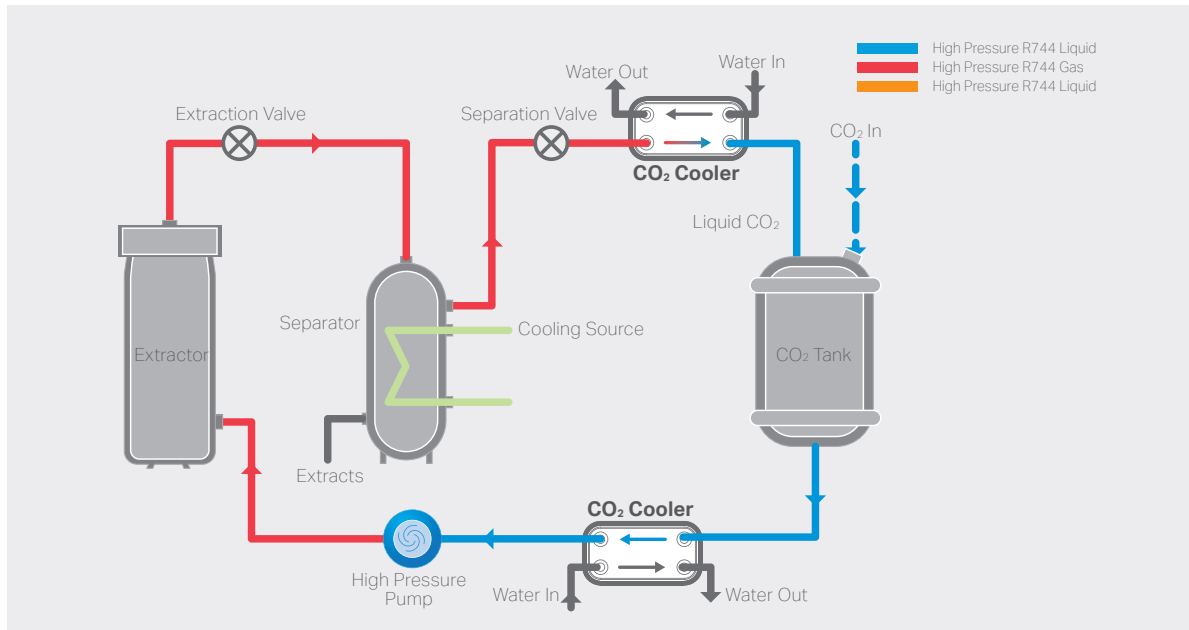 High Pressure R744 Liquid
High Pressure R744 Gas
High Pressure R744 Liquid
Water Out
Water In
Extraction Valve
Separation Valve
CO₂ In
CO₂ Cooler
Liquid CO₂
Separator
Cooling Source
Extractor
CO₂ Tank
Extracts
CO₂ Cooler
High Pressure
Pump
Water In
Water Out